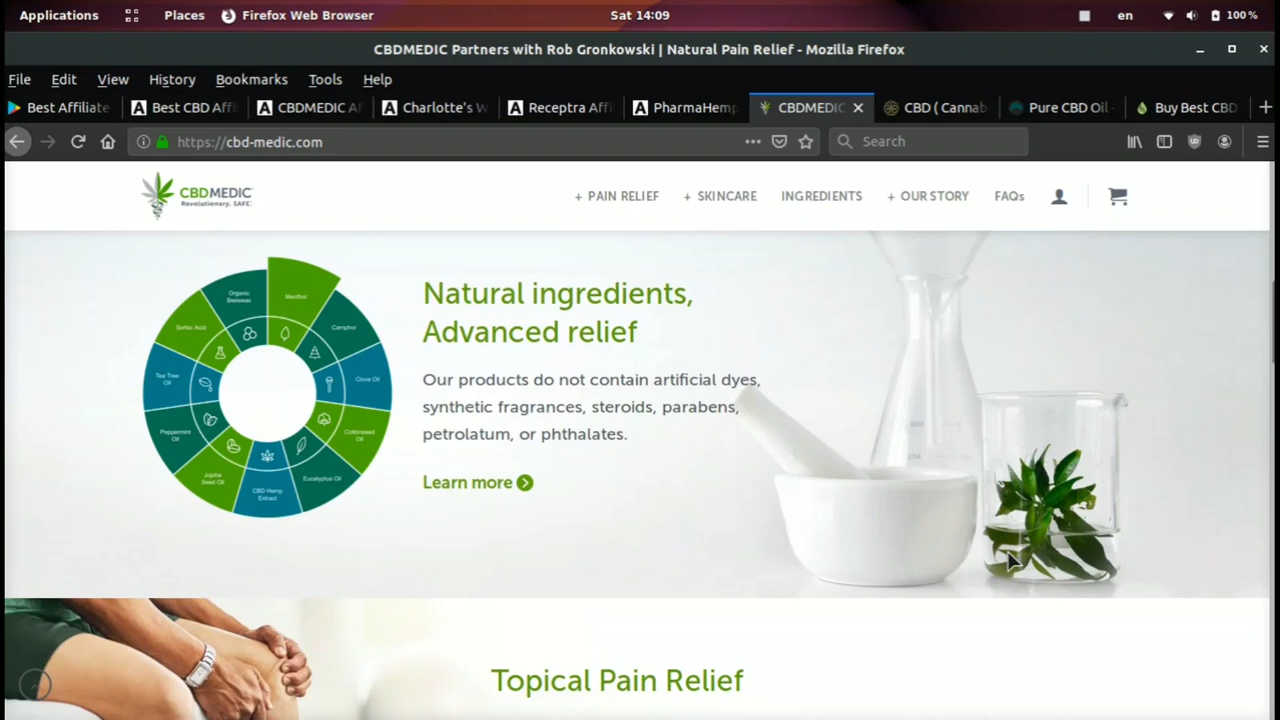 Applications Places Firefox Web Browser Sat 14:09 en 100 %
CBDMEDIC Partners with Rob Gronkowski | Natural Pain Relief - Mozilla Firefox
File Edit View History Bookmarks Tools Help
Best Affiliate Best CBD Affi CBDMEDIC Af Charlotte's W Receptra Affi PharmaHemp CBDMEDIC CBD ( Cannab Pure CBD Oil - Buy Best CBD
https://cbd-medic.com Search
CBDMEDIC
Revolutionary. SAFE.
+ PAIN RELIEF + SKINCARE INGREDIENTS + OUR STORY FAQs
Menthol
Camphor
Clove Oil
Cottonseed
Oil
Eucalyptus Oil
CBD Hemp
Extract
Jojoba
Seed Oil
Peppermint
Oil
Tea Tree
Oil
Sorbic Acid
Organic
Beeswax
Natural ingredients,
Advanced relief
Our products do not contain artificial dyes,
synthetic fragrances, steroids, parabens,
petrolatum, or phthalates.
Learn more
Topical Pain Relief